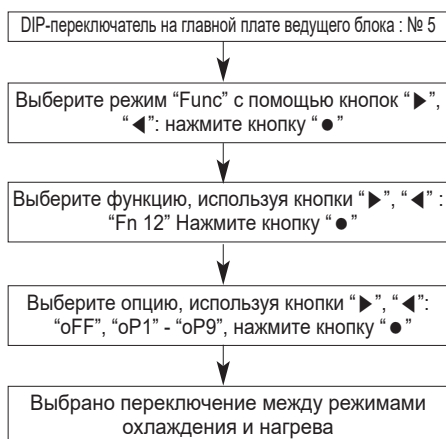 DIP-переключатель на главной плате ведущего блока : № 5
Выберите режим “Func” с помощью кнопок “▶”,
“◀”: нажмите кнопку “●”
Выберите функцию, используя кнопки “▶”, “◀” :
“Fn 12” Нажмите кнопку “●”
Выберите опцию, используя кнопки “▶”, “◀”:
“oFF”, “oP1” - “oP9”, нажмите кнопку “●”
Выбрано переключение между режимами
охлаждения и нагрева